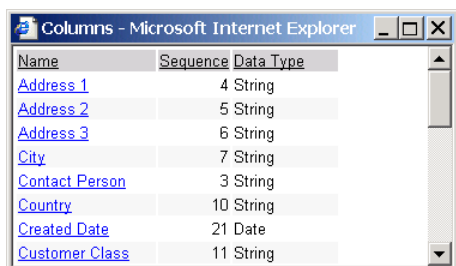 Columns - Microsoft Internet Explorer
Name Sequence Data Type
Address 1 4 String
Address 2 5 String
Address 3 6 String
City 7 String
Contact Person 3 String
Country 10 String
Created Date 21 Date
Customer Class 11 String